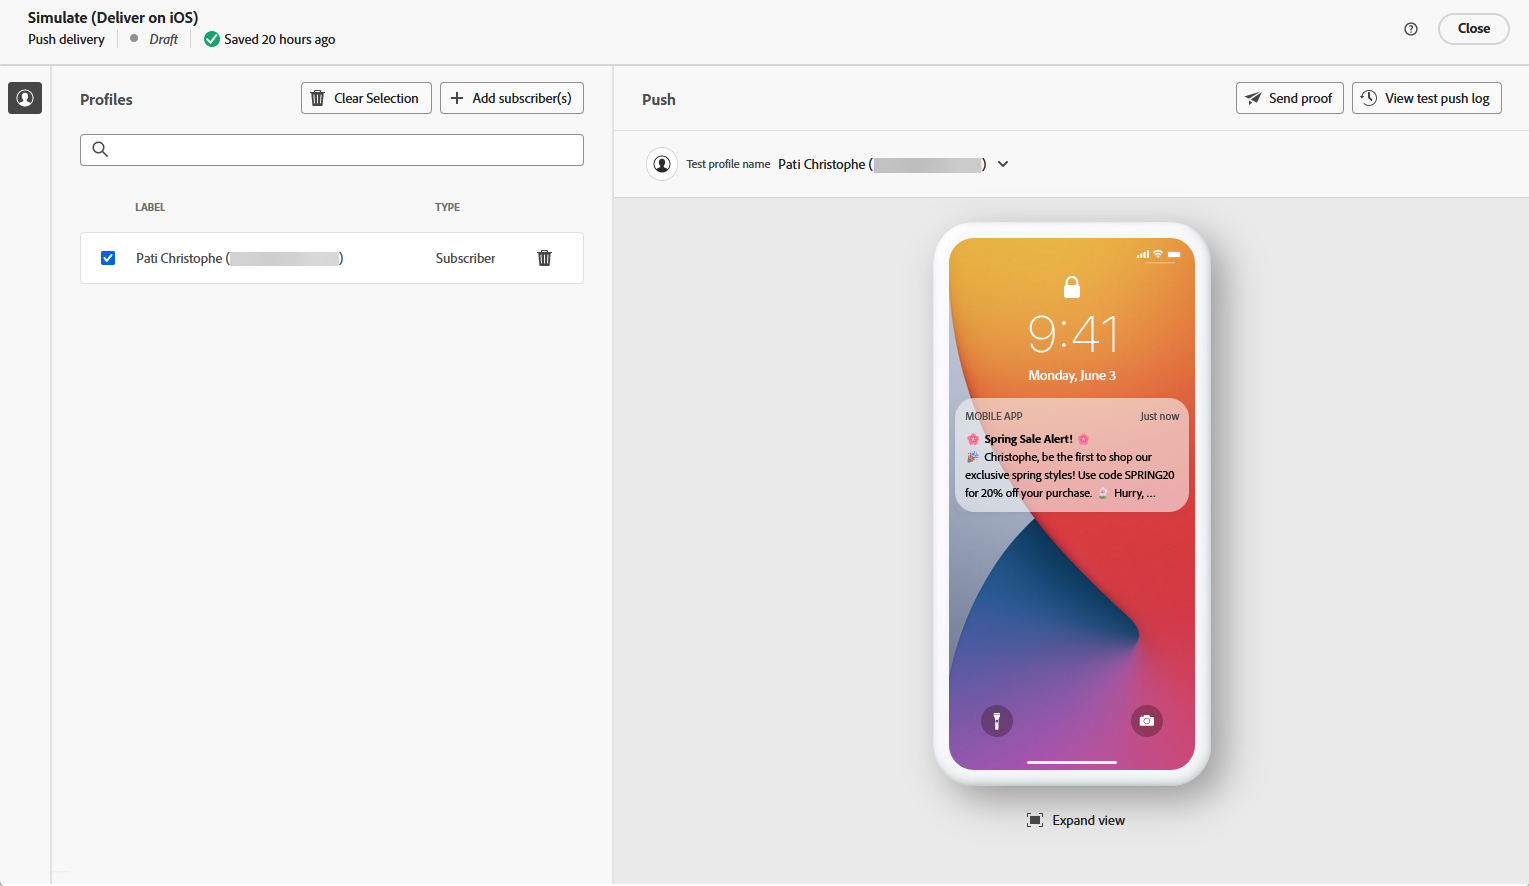 Simulate (Deliver on iOS)
Push delivery Draft Saved 20 hours ago
Close
Profiles
Clear Selection
Add subscriber(s)
LABEL TYPE
Pati Christophe ( ) Subscriber
Push
Send proof
View test push log
Test profile name Pati Christophe ( )
9:41
Monday, June 3
MOBILE APP Just now
🌸 Spring Sale Alert! 🌸
🎉 Christophe, be the first to shop our
exclusive spring styles! Use code SPRING20
for 20% off your purchase. 🌷 Hurry, ...
Expand view